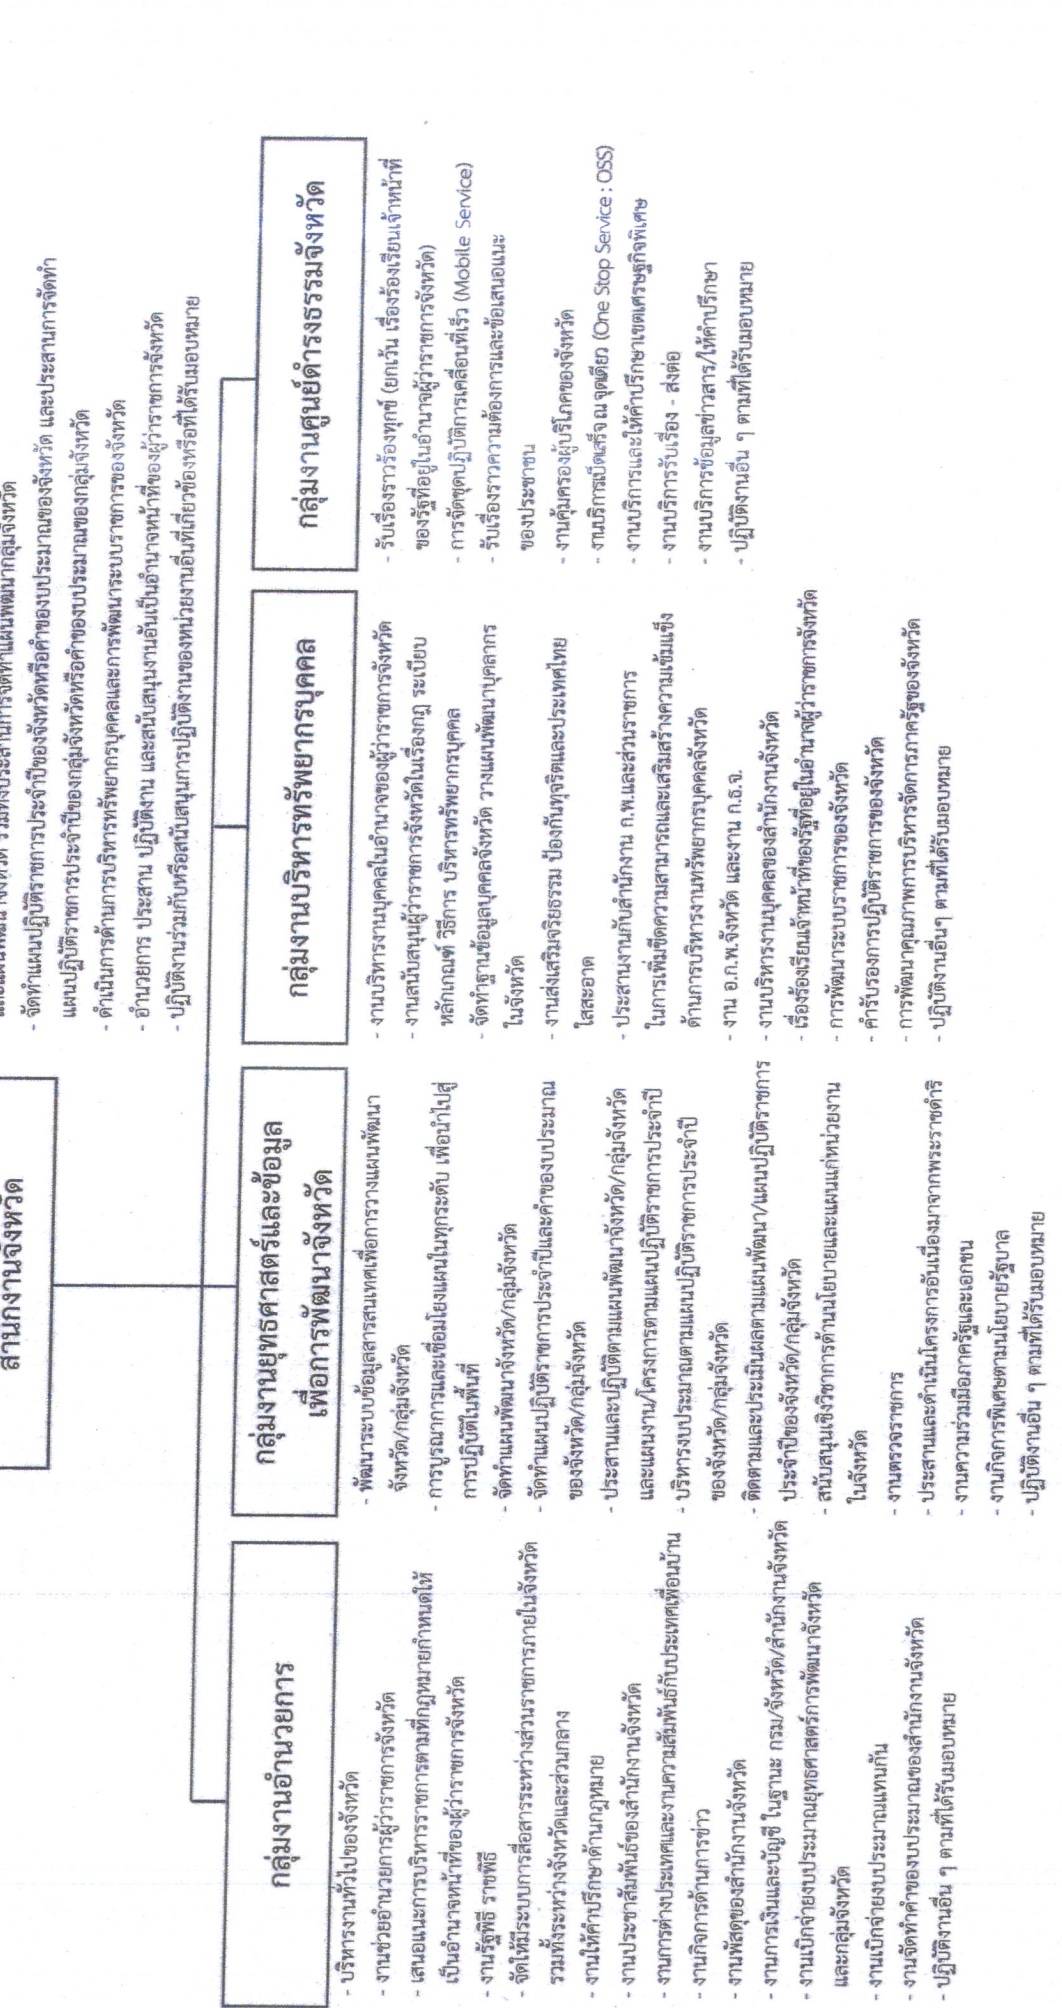 สำนักงานจังหวัด
- จัดทำแผนปฏิบัติราชการประจำปีของจังหวัดหรือคำของบประมาณของจังหวัด และประสานการจัดทำ
แผนปฏิบัติราชการประจำปีของกลุ่มจังหวัดหรือคำของบประมาณของกลุ่มจังหวัด
- ดำเนินการด้านการบริหารทรัพยากรบุคคลและการพัฒนาระบบราชการของจังหวัด
- อำนวยการ ประสาน ปฏิบัติงาน และสนับสนุนงานอันเป็นอำนาจหน้าที่ของผู้ว่าราชการจังหวัด
- ปฏิบัติงานร่วมกับหรือสนับสนุนการปฏิบัติงานของหน่วยงานอื่นที่เกี่ยวข้องหรือที่ได้รับมอบหมาย
กลุ่มงานอำนวยการ
- บริหารงานทั่วไปของจังหวัด
- งานช่วยอำนวยการผู้ว่าราชการจังหวัด
- เสนอแนะการบริหารราชการตามที่กฎหมายกำหนดให้
เป็นอำนาจหน้าที่ของผู้ว่าราชการจังหวัด
- งานรัฐพิธี ราชพิธี
- จัดให้มีระบบการสื่อสารระหว่างส่วนราชการภายในจังหวัด
รวมทั้งระหว่างจังหวัดและส่วนกลาง
- งานให้คำปรึกษาด้านกฎหมาย
- งานประชาสัมพันธ์ของสำนักงานจังหวัด
- งานการต่างประเทศและงานความสัมพันธ์กับประเทศเพื่อนบ้าน
- งานกิจการด้านการข่าว
- งานพัสดุของสำนักงานจังหวัด
- งานการเงินและบัญชี ในฐานะ กรม/จังหวัด/สำนักงานจังหวัด
- งานเบิกจ่ายงบประมาณยุทธศาสตร์การพัฒนาจังหวัด
และกลุ่มจังหวัด
- งานเบิกจ่ายงบประมาณแทนกัน
- งานจัดทำคำของบประมาณของสำนักงานจังหวัด
- ปฏิบัติงานอื่น ๆ ตามที่ได้รับมอบหมาย
กลุ่มงานยุทธศาสตร์และข้อมูล
เพื่อการพัฒนาจังหวัด
- พัฒนาระบบข้อมูลสารสนเทศเพื่อการวางแผนพัฒนา
จังหวัด/กลุ่มจังหวัด
- การบูรณาการและเชื่อมโยงแผนในทุกระดับ เพื่อนำไปสู่
การปฏิบัติในพื้นที่
- จัดทำแผนพัฒนาจังหวัด/กลุ่มจังหวัด
- จัดทำแผนปฏิบัติราชการประจำปีและคำของบประมาณ
ของจังหวัด/กลุ่มจังหวัด
- ประสานและปฏิบัติตามแผนพัฒนาจังหวัด/กลุ่มจังหวัด
และแผนงาน/โครงการตามแผนปฏิบัติราชการประจำปี
- บริหารงบประมาณตามแผนปฏิบัติราชการประจำปี
ของจังหวัด/กลุ่มจังหวัด
- ติดตามและประเมินผลตามแผนพัฒนา/แผนปฏิบัติราชการ
ประจำปีของจังหวัด/กลุ่มจังหวัด
- สนับสนุนเชิงวิชาการด้านนโยบายและแผนแก่หน่วยงาน
ในจังหวัด
- งานตรวจราชการ
- ประสานและดำเนินโครงการอันเนื่องมาจากพระราชดำริ
- งานความร่วมมือภาครัฐและเอกชน
- งานกิจการพิเศษตามนโยบายรัฐบาล
- ปฏิบัติงานอื่น ๆ ตามที่ได้รับมอบหมาย
กลุ่มงานบริหารทรัพยากรบุคคล
- งานบริหารงานบุคคลในอำนาจของผู้ว่าราชการจังหวัด
- งานสนับสนุนผู้ว่าราชการจังหวัดในเรื่องกฎ ระเบียบ
หลักเกณฑ์ วิธีการ บริหารทรัพยากรบุคคล
- จัดทำฐานข้อมูลบุคคลจังหวัด วางแผนพัฒนาบุคลากร
ในจังหวัด
- งานส่งเสริมจริยธรรม ป้องกันทุจริตและประเทศไทย
ใสสะอาด
- ประสานงานกับสำนักงาน ก.พ.และส่วนราชการ
ในการเพิ่มขีดความสามารถและเสริมสร้างความเข้มแข็ง
ด้านการบริหารงานทรัพยากรบุคคลจังหวัด
- งาน อ.ก.พ.จังหวัด และงาน ก.ธ.จ.
- งานบริหารงานบุคคลของสำนักงานจังหวัด
- เรื่องร้องเรียนเจ้าหน้าที่ของรัฐที่อยู่ในอำนาจผู้ว่าราชการจังหวัด
- การพัฒนาระบบราชการของจังหวัด
- คำรับรองการปฏิบัติราชการของจังหวัด
- การพัฒนาคุณภาพการบริหารจัดการภาครัฐของจังหวัด
- ปฏิบัติงานอื่นๆ ตามที่ได้รับมอบหมาย
กลุ่มงานศูนย์ดำรงธรรมจังหวัด
- รับเรื่องราวร้องทุกข์ (ยกเว้น เรื่องร้องเรียนเจ้าหน้าที่
ของรัฐที่อยู่ในอำนาจผู้ว่าราชการจังหวัด)
- การจัดชุดปฏิบัติการเคลื่อนที่เร็ว (Mobile Service)
- รับเรื่องราวความต้องการและข้อเสนอแนะ
ของประชาชน
- งานคุ้มครองผู้บริโภคของจังหวัด
- งานบริการเบ็ดเสร็จ ณ จุดเดียว (One Stop Service : OSS)
- งานบริการและให้คำปรึกษาเขตเศรษฐกิจพิเศษ
- งานบริการรับเรื่อง - ส่งต่อ
- งานบริการข้อมูลข่าวสาร/ให้คำปรึกษา
- ปฏิบัติงานอื่น ๆ ตามที่ได้รับมอบหมาย